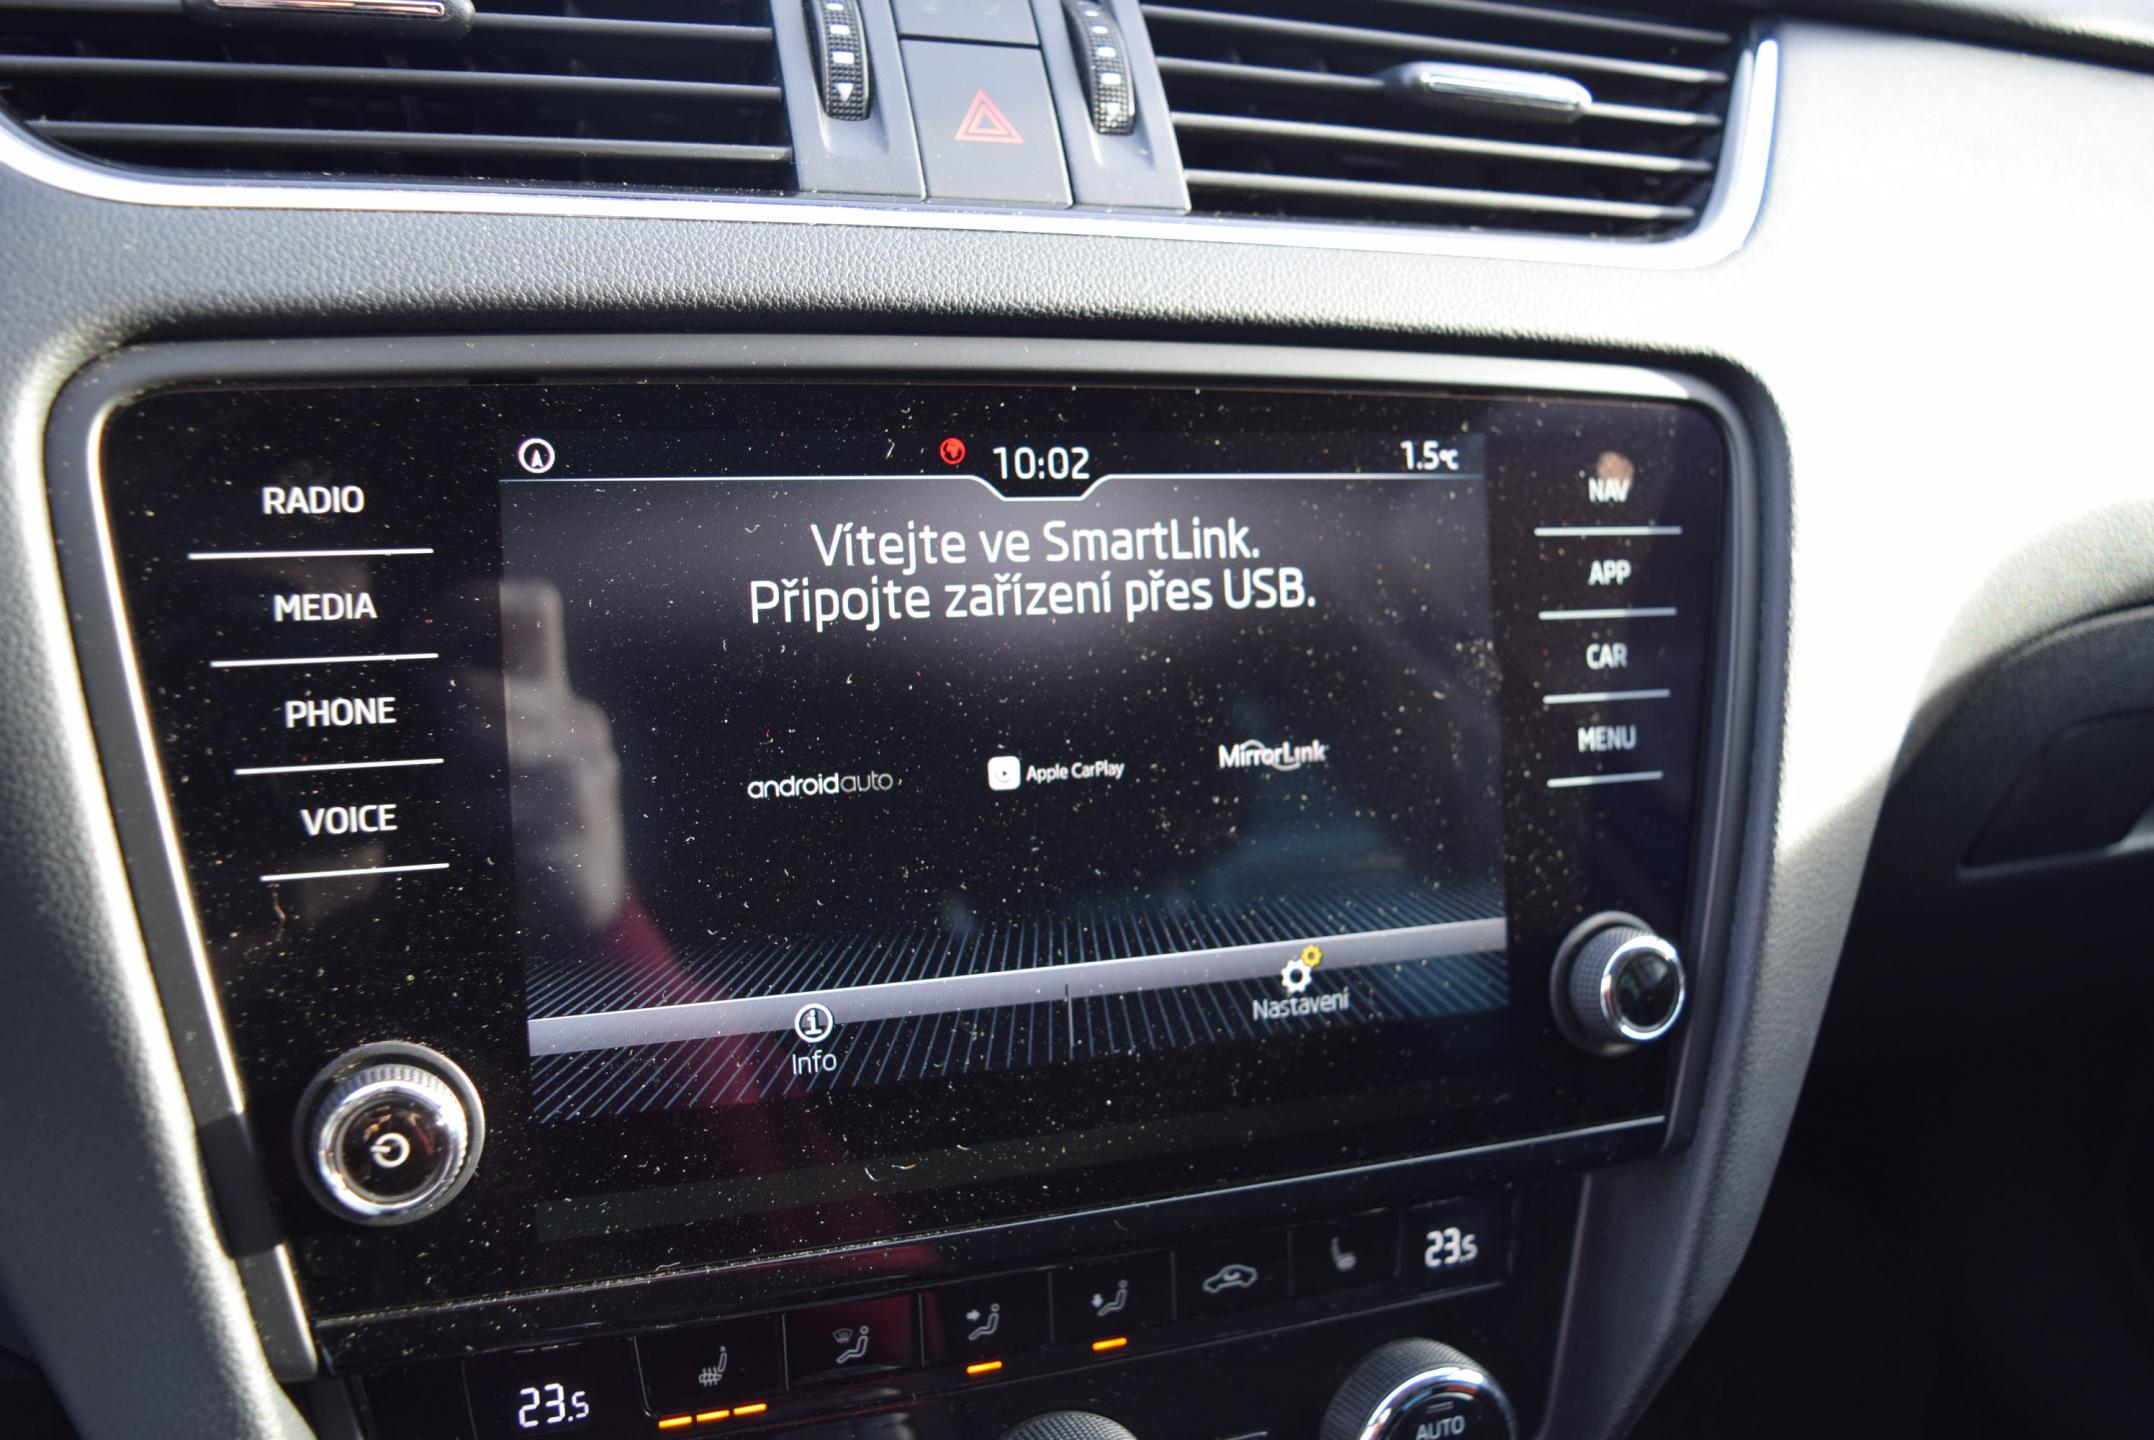 10:02
1.5°C
RADIO
MEDIA
PHONE
VOICE
Vítejte ve SmartLink.
Připojte zařízení přes USB.
androidauto
Apple CarPlay
MirrorLink
Info
Nastavení
NAV
APP
CAR
MENU
23.5
23.5
AUTO